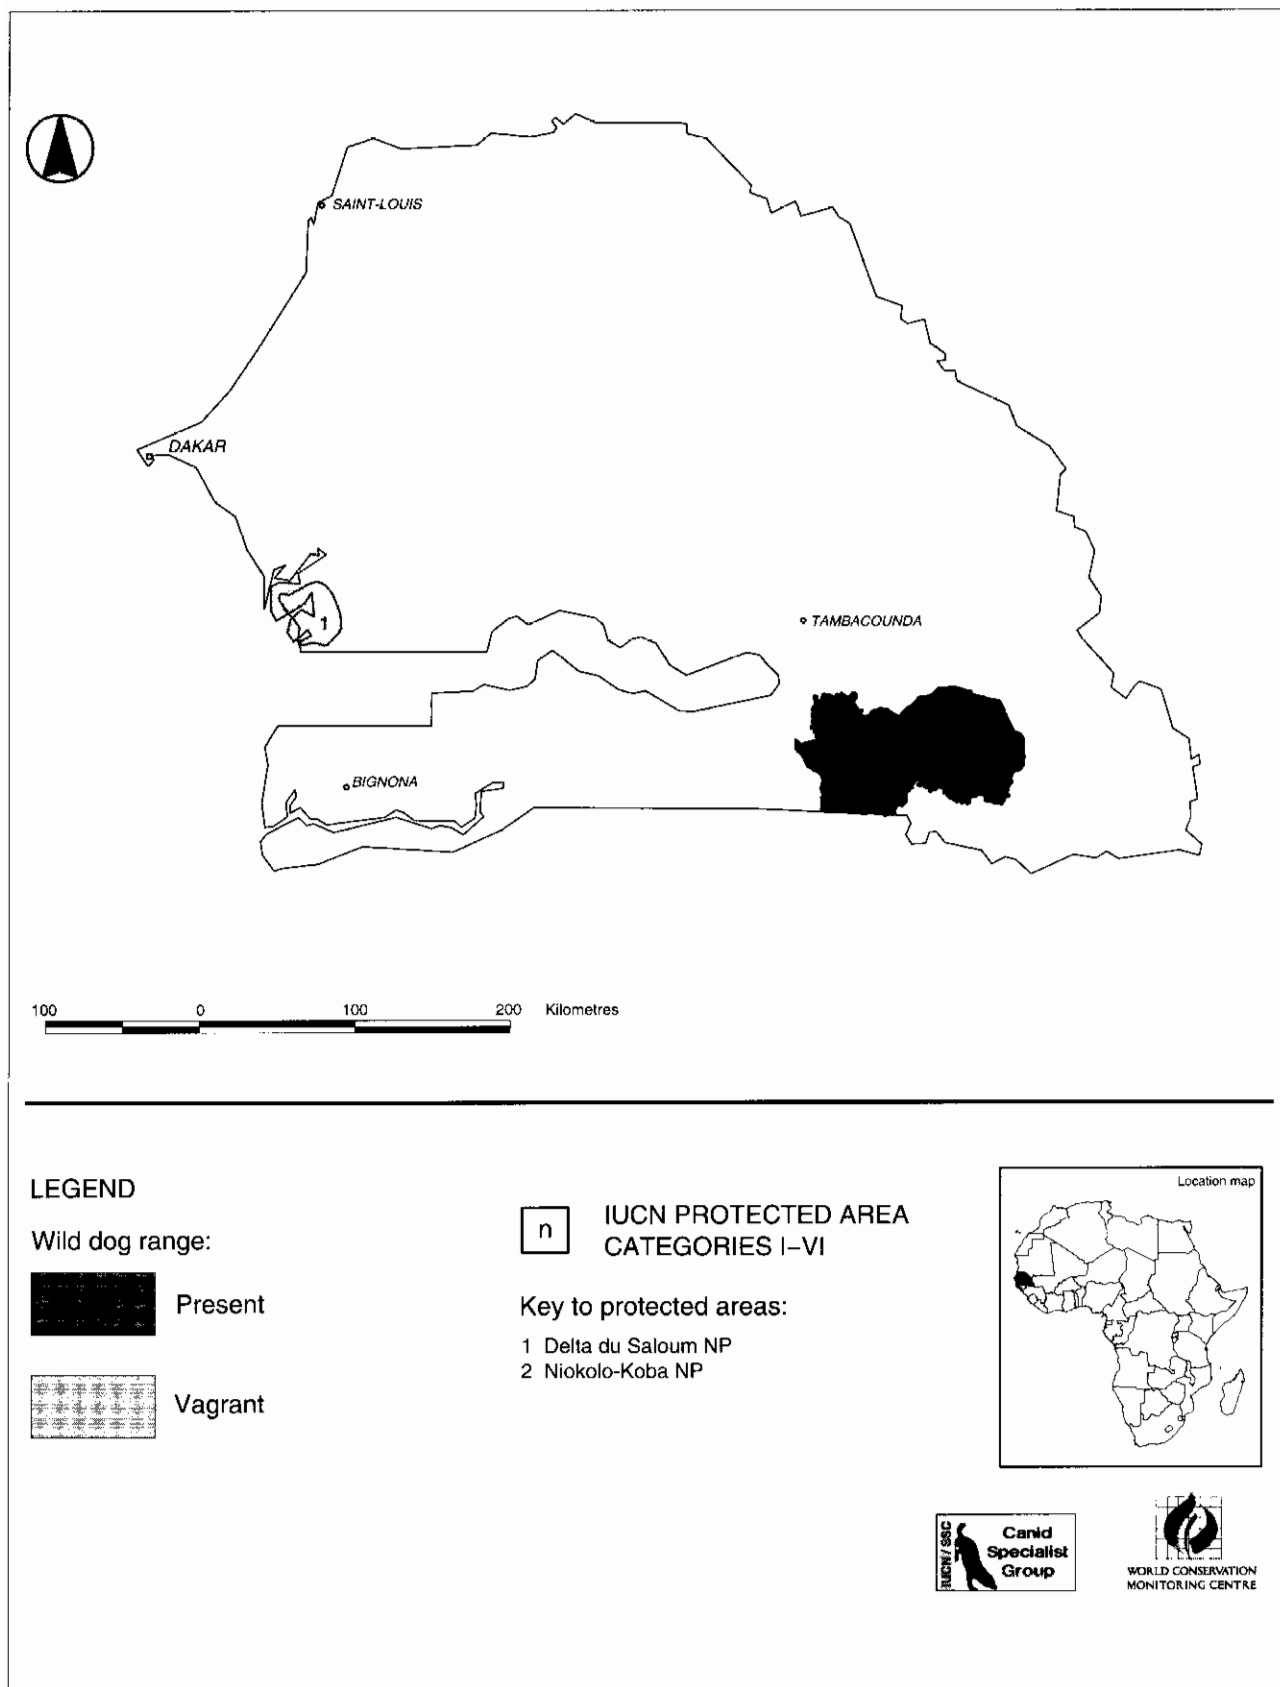 SAINT-LOUIS
DAKAR
1
TAMBACOUNDA
BIGNONA
100 0 100 200 Kilometres
LEGEND
Wild dog range:
Present
Vagrant
n
IUCN PROTECTED AREA
CATEGORIES I–VI
Key to protected areas:
1 Delta du Saloum NP
2 Niokolo-Koba NP
Location map
IUCN / SSC
Canid
Specialist
Group
WORLD CONSERVATION
MONITORING CENTRE